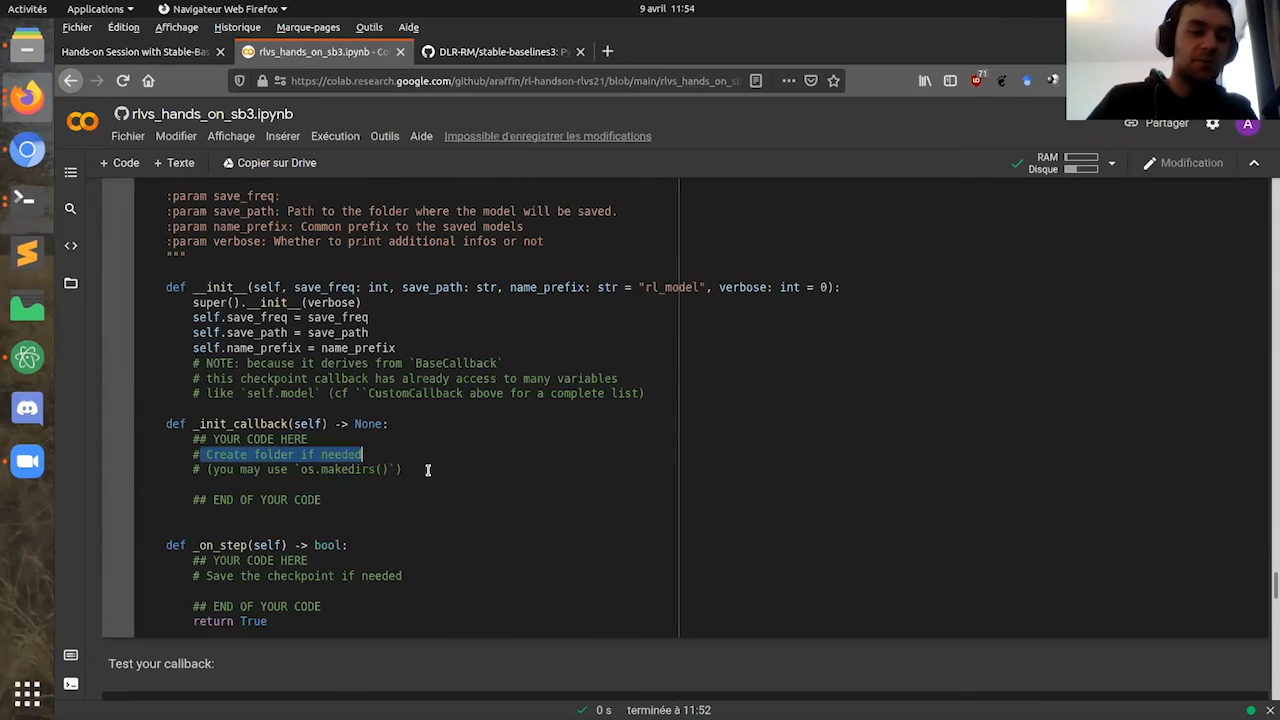 Activités
Applications
Navigateur Web Firefox
9 avril 11:54
Fichier Édition Affichage Historique Marque-pages Outils Aide
Hands-on Session with Stable-Bas
rlvs_hands_on_sb3.ipynb - Co
DLR-RM/stable-baselines3: Py
https://colab.research.google.com/github/araffin/rl-handson-rlvs21/blob/main/rlvs_hands_on_sb
71
CO
rlvs_hands_on_sb3.ipynb
Partager
A
Fichier Modifier Affichage Insérer Exécution Outils Aide Impossible d'enregistrer les modifications
+ Code + Texte Copier sur Drive
RAM
Disque
Modification
:param save_freq:
:param save_path: Path to the folder where the model will be saved.
:param name_prefix: Common prefix to the saved models
:param verbose: Whether to print additional infos or not
"""
def __init__(self, save_freq: int, save_path: str, name_prefix: str = "rl_model", verbose: int = 0):
super().__init__(verbose)
self.save_freq = save_freq
self.save_path = save_path
self.name_prefix = name_prefix
# NOTE: because it derives from `BaseCallback`
# this checkpoint callback has already access to many variables
# like `self.model` (cf ``CustomCallback above for a complete list)
def _init_callback(self) -> None:
## YOUR CODE HERE
# Create folder if needed
# (you may use `os.makedirs()`)
## END OF YOUR CODE
def _on_step(self) -> bool:
## YOUR CODE HERE
# Save the checkpoint if needed
## END OF YOUR CODE
return True
Test your callback:
0 s terminée à 11:52